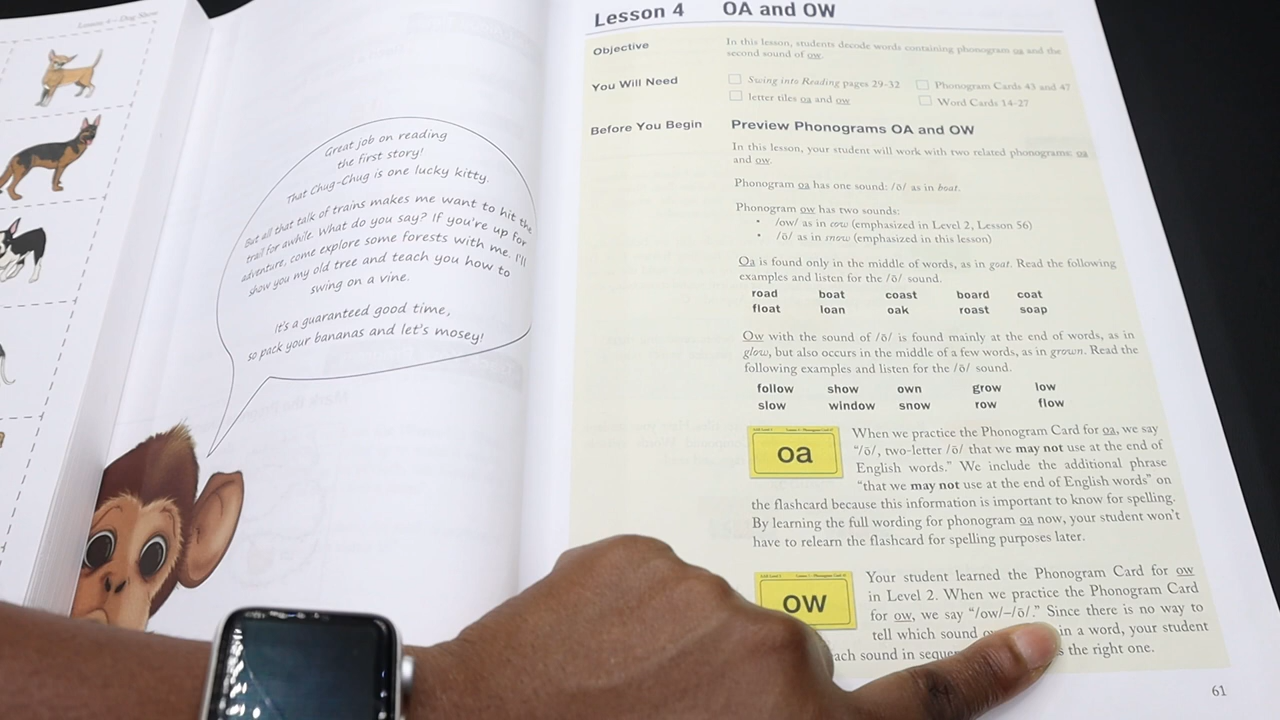 Lesson 4—Dog Show
Great job on reading
the first story!
That Chug-Chug is one lucky kitty.
But all that talk of trains makes me want to hit the
trail for awhile. What do you say? If you're up for
adventure, come explore some forests with me. I'll
show you my old tree and teach you how to
swing on a vine.
It's a guaranteed good time,
so pack your bananas and let's mosey!
Lesson 4 OA and OW
Objective
In this lesson, students decode words containing phonogram oa and the
second sound of ow.
You Will Need
Swing into Reading pages 29-32
Phonogram Cards 43 and 47
letter tiles oa and ow
Word Cards 14-27
Before You Begin
Preview Phonograms OA and OW
In this lesson, your student will work with two related phonograms: oa
and ow.
Phonogram oa has one sound: /ō/ as in boat.
Phonogram ow has two sounds:
• /ow/ as in cow (emphasized in Level 2, Lesson 56)
• /ō/ as in snow (emphasized in this lesson)
Oa is found only in the middle of words, as in goat. Read the following
examples and listen for the /ō/ sound.
road boat coast board coat
float loan oak roast soap
Ow with the sound of /ō/ is found mainly at the end of words, as in
glow, but also occurs in the middle of a few words, as in grown. Read the
following examples and listen for the /ō/ sound.
follow show own grow low
slow window snow row flow
oa
When we practice the Phonogram Card for oa, we say
"/ō/, two-letter /ō/ that we may not use at the end of
English words." We include the additional phrase
"that we may not use at the end of English words" on
the flashcard because this information is important to know for spelling.
By learning the full wording for phonogram oa now, your student won't
have to relearn the flashcard for spelling purposes later.
ow
Your student learned the Phonogram Card for ow
in Level 2. When we practice the Phonogram Card
for ow, we say "/ow/–/ō/." Since there is no way to
tell which sound in a word, your student
each sound in the right one.
61